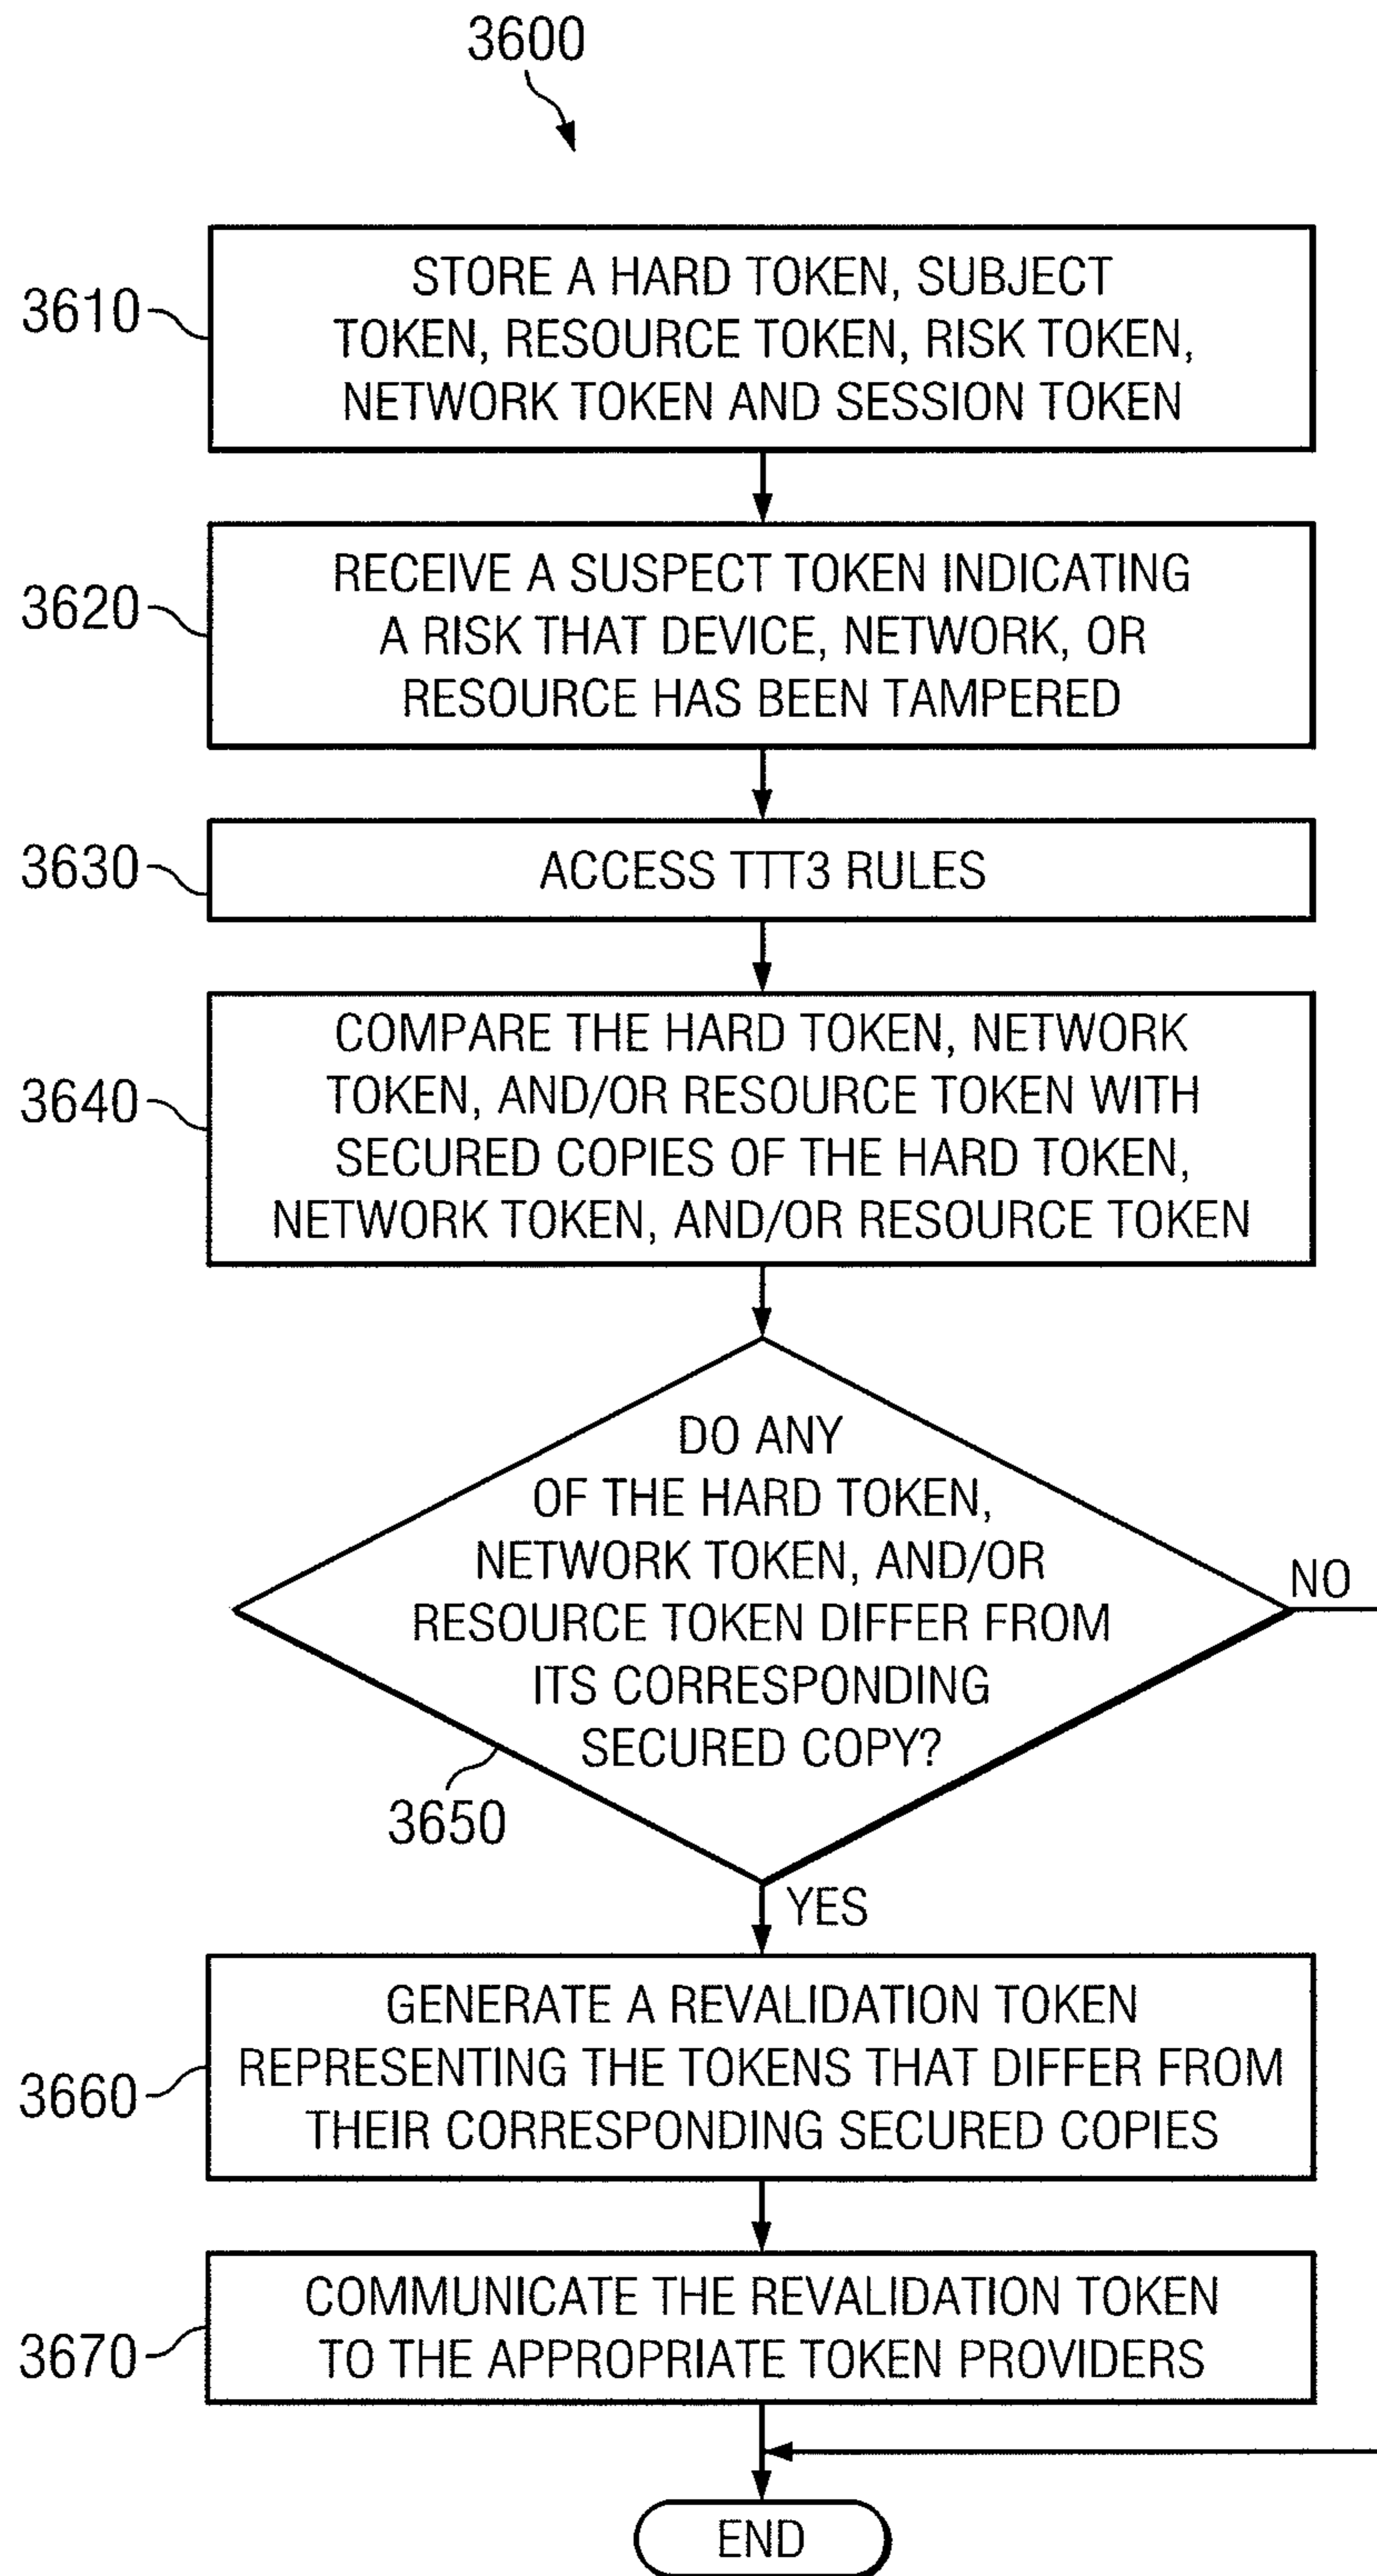 3600
3610
STORE A HARD TOKEN, SUBJECT
TOKEN, RESOURCE TOKEN, RISK TOKEN,
NETWORK TOKEN AND SESSION TOKEN
3620
RECEIVE A SUSPECT TOKEN INDICATING
A RISK THAT DEVICE, NETWORK, OR
RESOURCE HAS BEEN TAMPERED
3630
ACCESS TTT3 RULES
3640
COMPARE THE HARD TOKEN, NETWORK
TOKEN, AND/OR RESOURCE TOKEN WITH
SECURED COPIES OF THE HARD TOKEN,
NETWORK TOKEN, AND/OR RESOURCE TOKEN
DO ANY
OF THE HARD TOKEN,
NETWORK TOKEN, AND/OR
RESOURCE TOKEN DIFFER FROM
ITS CORRESPONDING
SECURED COPY?
NO
3650
YES
3660
GENERATE A REVALIDATION TOKEN
REPRESENTING THE TOKENS THAT DIFFER FROM
THEIR CORRESPONDING SECURED COPIES
3670
COMMUNICATE THE REVALIDATION TOKEN
TO THE APPROPRIATE TOKEN PROVIDERS
END